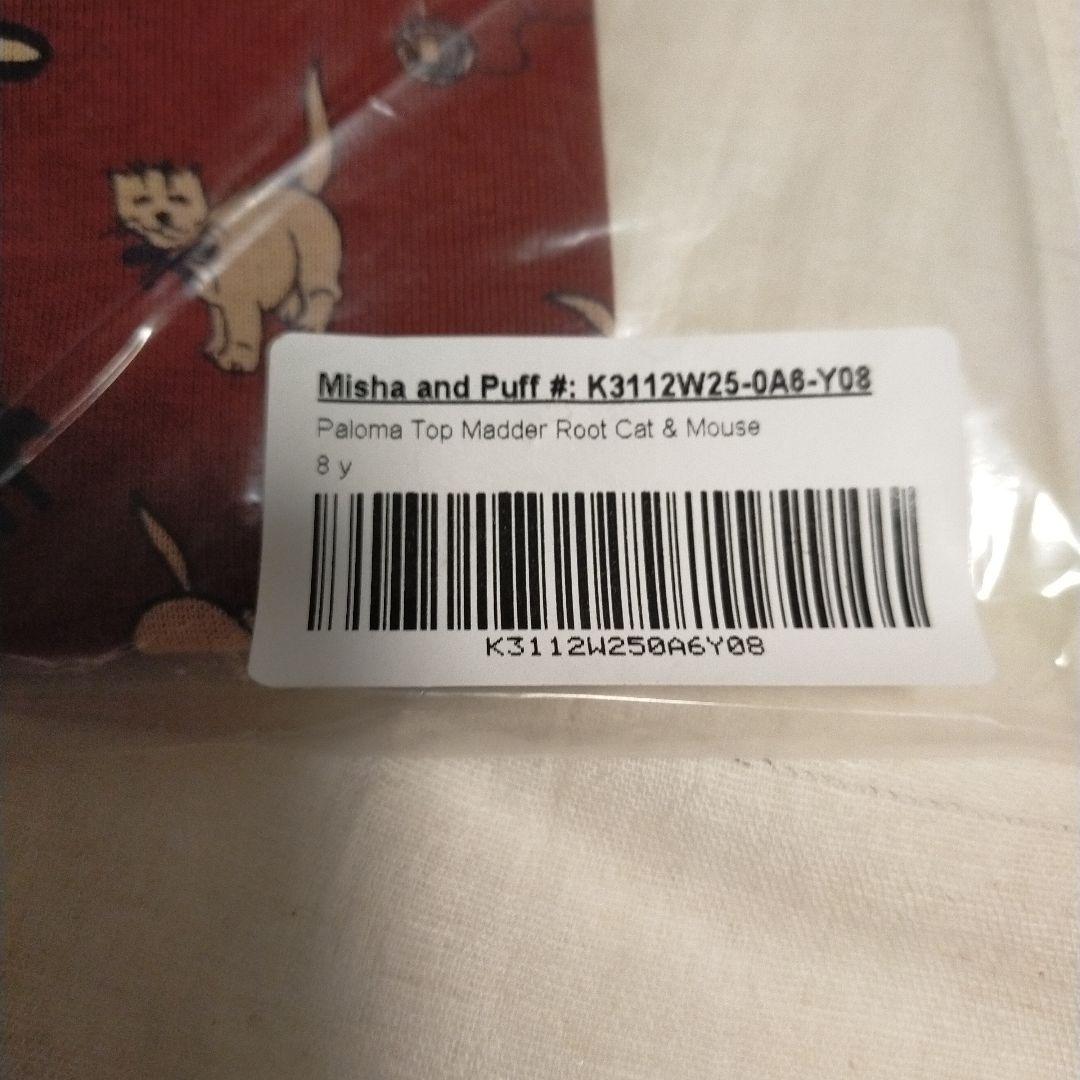 Misha and Puff #: K3112W25-0A6-Y08
Paloma Top Madder Root Cat & Mouse
8 y
K3112W250A6Y08